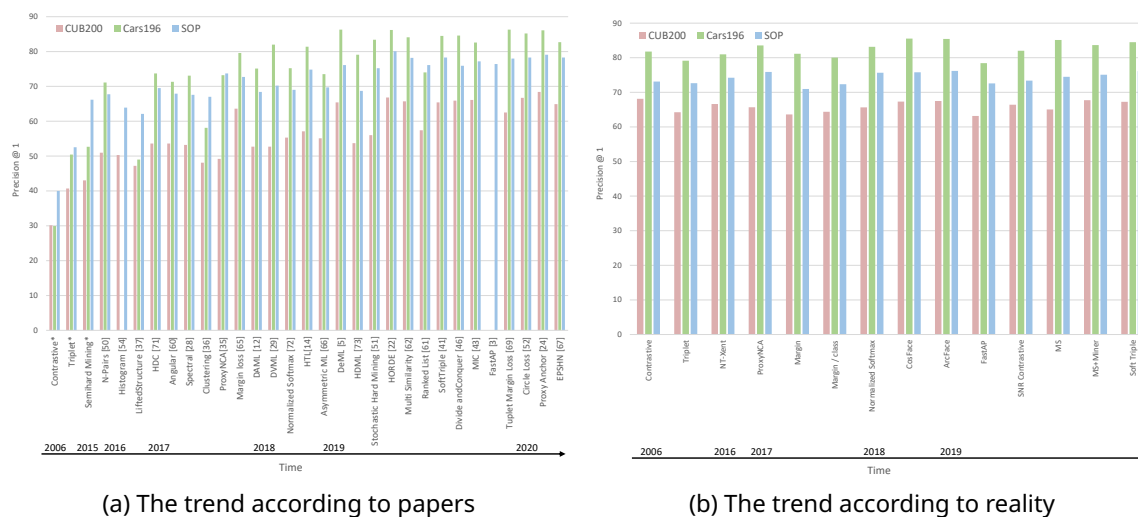 90
80
70
60
50
40
30
20
10
0
Precision @ 1
CUB200 Cars196 SOP
Contrastive*
Triplet*
Semihard Mining*
N-Pairs [50]
Histogram [54]
LiftedStructure [37]
HDC [71]
Angular [60]
Spectral [28]
Clustering [36]
ProxyNCA[35]
Margin loss [65]
DAML [12]
DVML [29]
Normalized Softmax [72]
HTL[14]
Asymmetric ML [66]
DeML [5]
HDML [73]
Stochastic Hard Mining [51]
HORDE [22]
Multi Similarity [62]
Ranked List [61]
SoftTriple [41]
Divide andConquer [46]
MIC [43]
FastAP [3]
Tuplet Margin Loss [69]
Circle Loss [52]
Proxy Anchor [24]
EPSHN [67]
2006 2015 2016 2017 2018 2019 2020
Time
(a) The trend according to papers
90
80
70
60
50
40
30
20
10
0
Precision @ 1
CUB200 Cars196 SOP
Contrastive
Triplet
NT-Xent
ProxyNCA
Margin
Margin / class
Normalized Softmax
CosFace
ArcFace
FastAP
SNR Contrastive
MS
MS+Miner
Soft Triple
2006 2016 2017 2018 2019
Time
(b) The trend according to reality